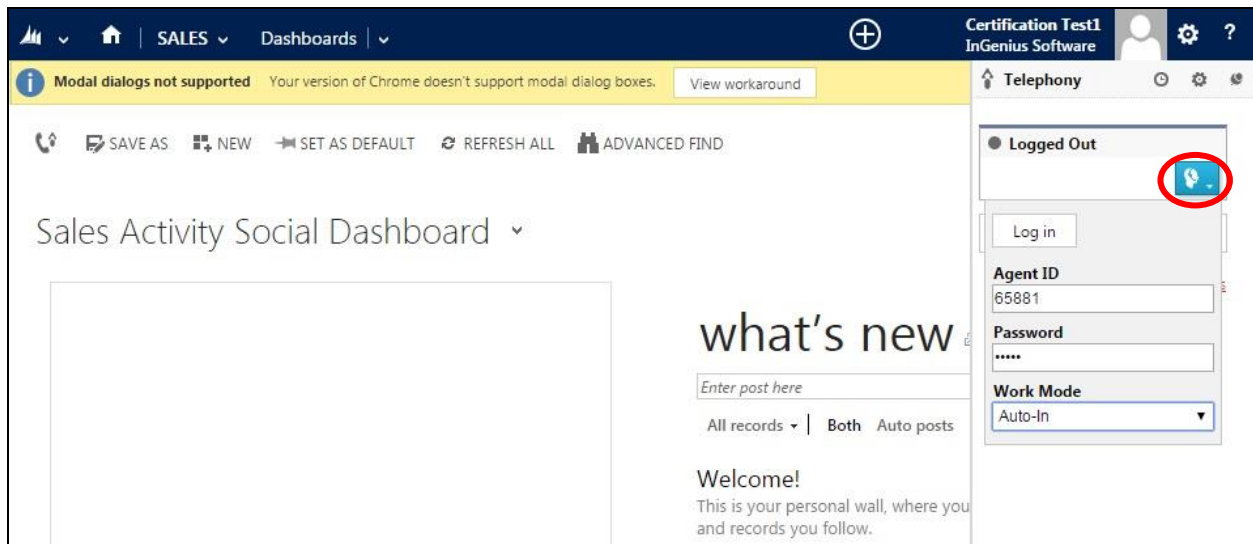 SALES
Dashboards
Certification Test1
InGenius Software
?
Modal dialogs not supported Your version of Chrome doesn't support modal dialog boxes. View workaround
Telephony
SAVE AS NEW SET AS DEFAULT REFRESH ALL ADVANCED FIND
Logged Out
Sales Activity Social Dashboard
Log in
Agent ID
65881
Password
•••••
Work Mode
Auto-In
what's new
Enter post here
All records Both Auto posts
Welcome!
This is your personal wall, where you
and records you follow.